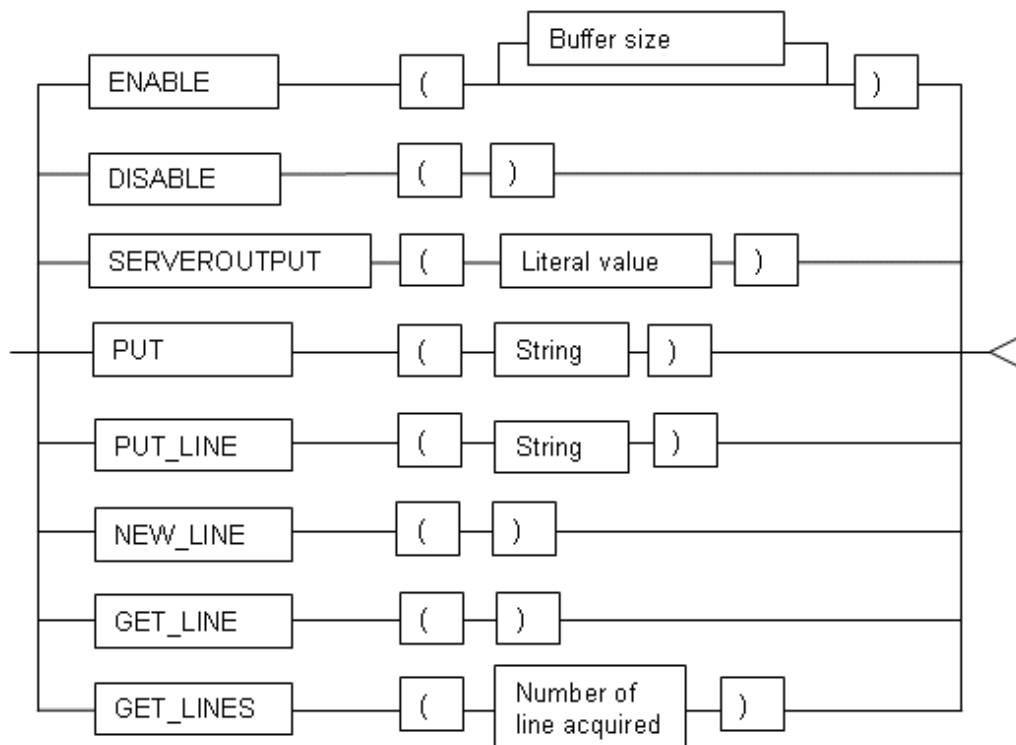 Buffer size
ENABLE ( )
DISABLE ( )
SERVEROUTPUT ( Literal value )
PUT ( String )
PUT_LINE ( String )
NEW_LINE ( )
GET_LINE ( )
GET_LINES ( Number of
line acquired )